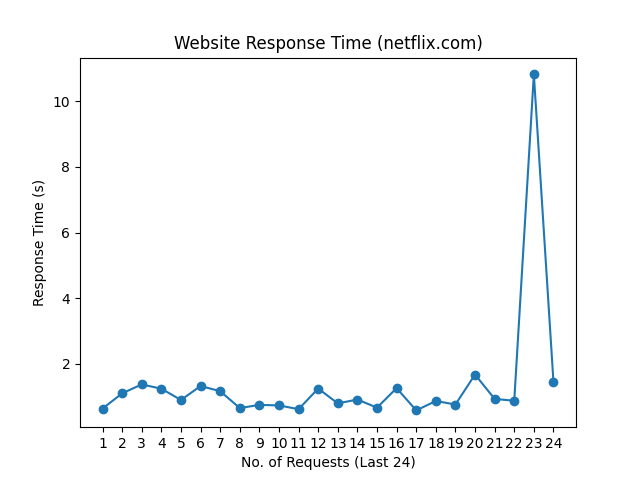 Website Response Time (netflix.com)
10
8
6
4
2
Response Time (s)
1 2 3 4 5 6 7 8 9 10 11 12 13 14 15 16 17 18 19 20 21 22 23 24
No. of Requests (Last 24)